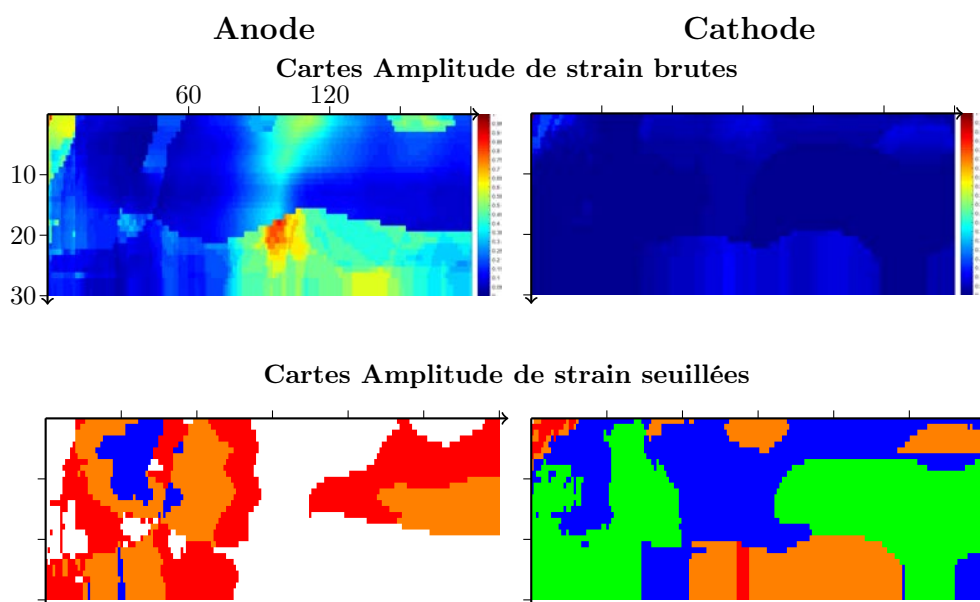 Anode Cathode
Cartes Amplitude de strain brutes
60 120
10
20
30
Cartes Amplitude de strain seuillées